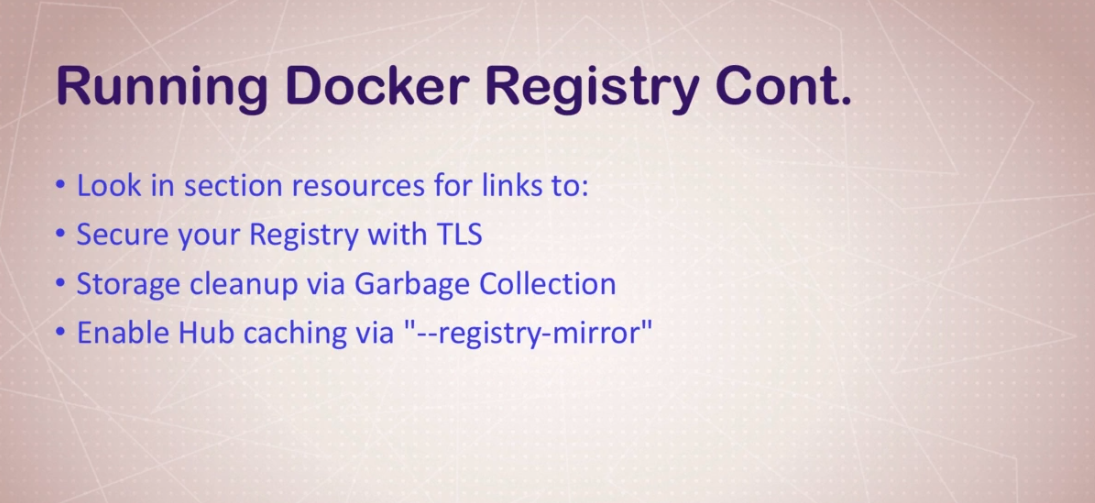 Running Docker Registry Cont.
• Look in section resources for links to:
• Secure your Registry with TLS
• Storage cleanup via Garbage Collection
• Enable Hub caching via "--registry-mirror"